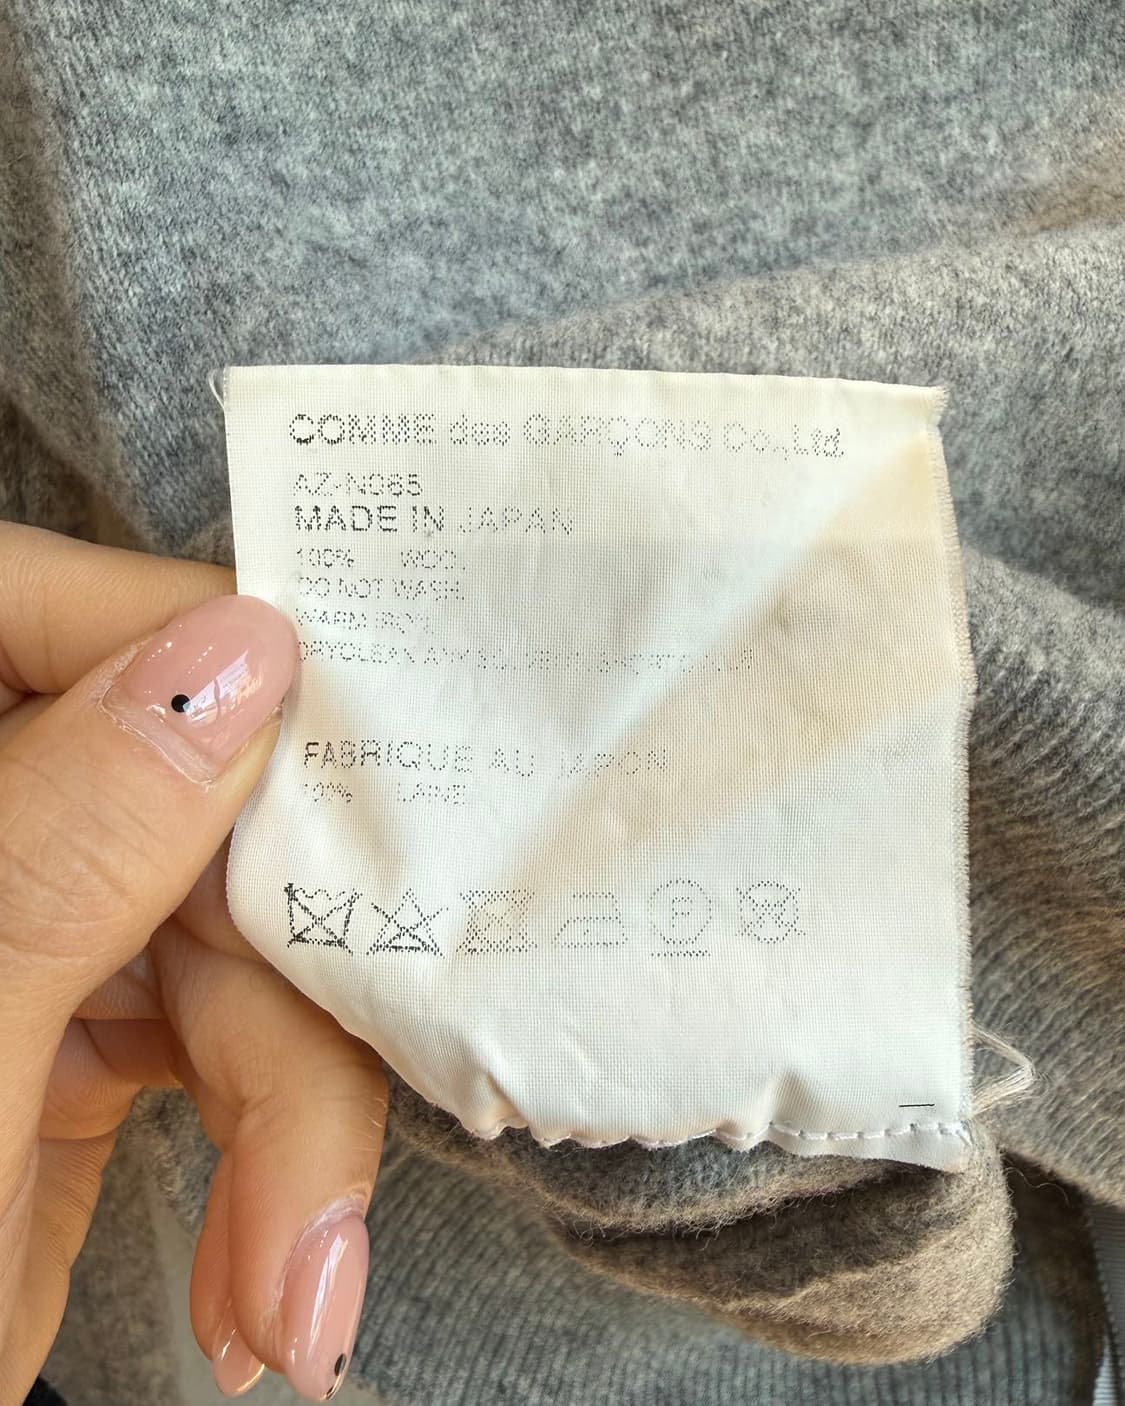 COMME des GARÇONS Co.,Ltd.
AZ-N065
MADE IN JAPAN
100% WOOL
DO NOT WASH.
WARM IRON.
DRYCLEAN
FABRIQUE AU JAPON
100% LAINE
P